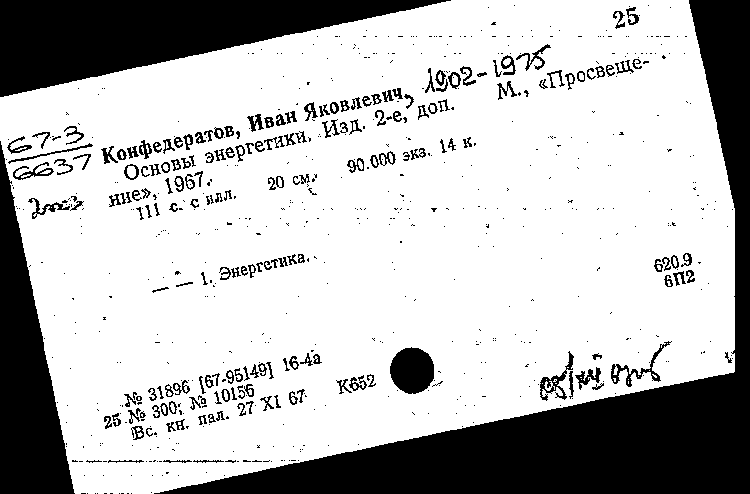 25
67-3
6637
2 экз
Конфедератов, Иван Яковлевич, 1902-1975
Основы энергетики. Изд. 2-е, доп. М., «Просвеще-
ние», 1967.
111 с. с илл. 20 см. 90.000 экз. 14 к.
— — 1. Энергетика.
620.9
6П2
№ 31896 [67-95149] 16-4а
25 № 300; № 10156
Вс. кн. пал. 27 XI 67 К652